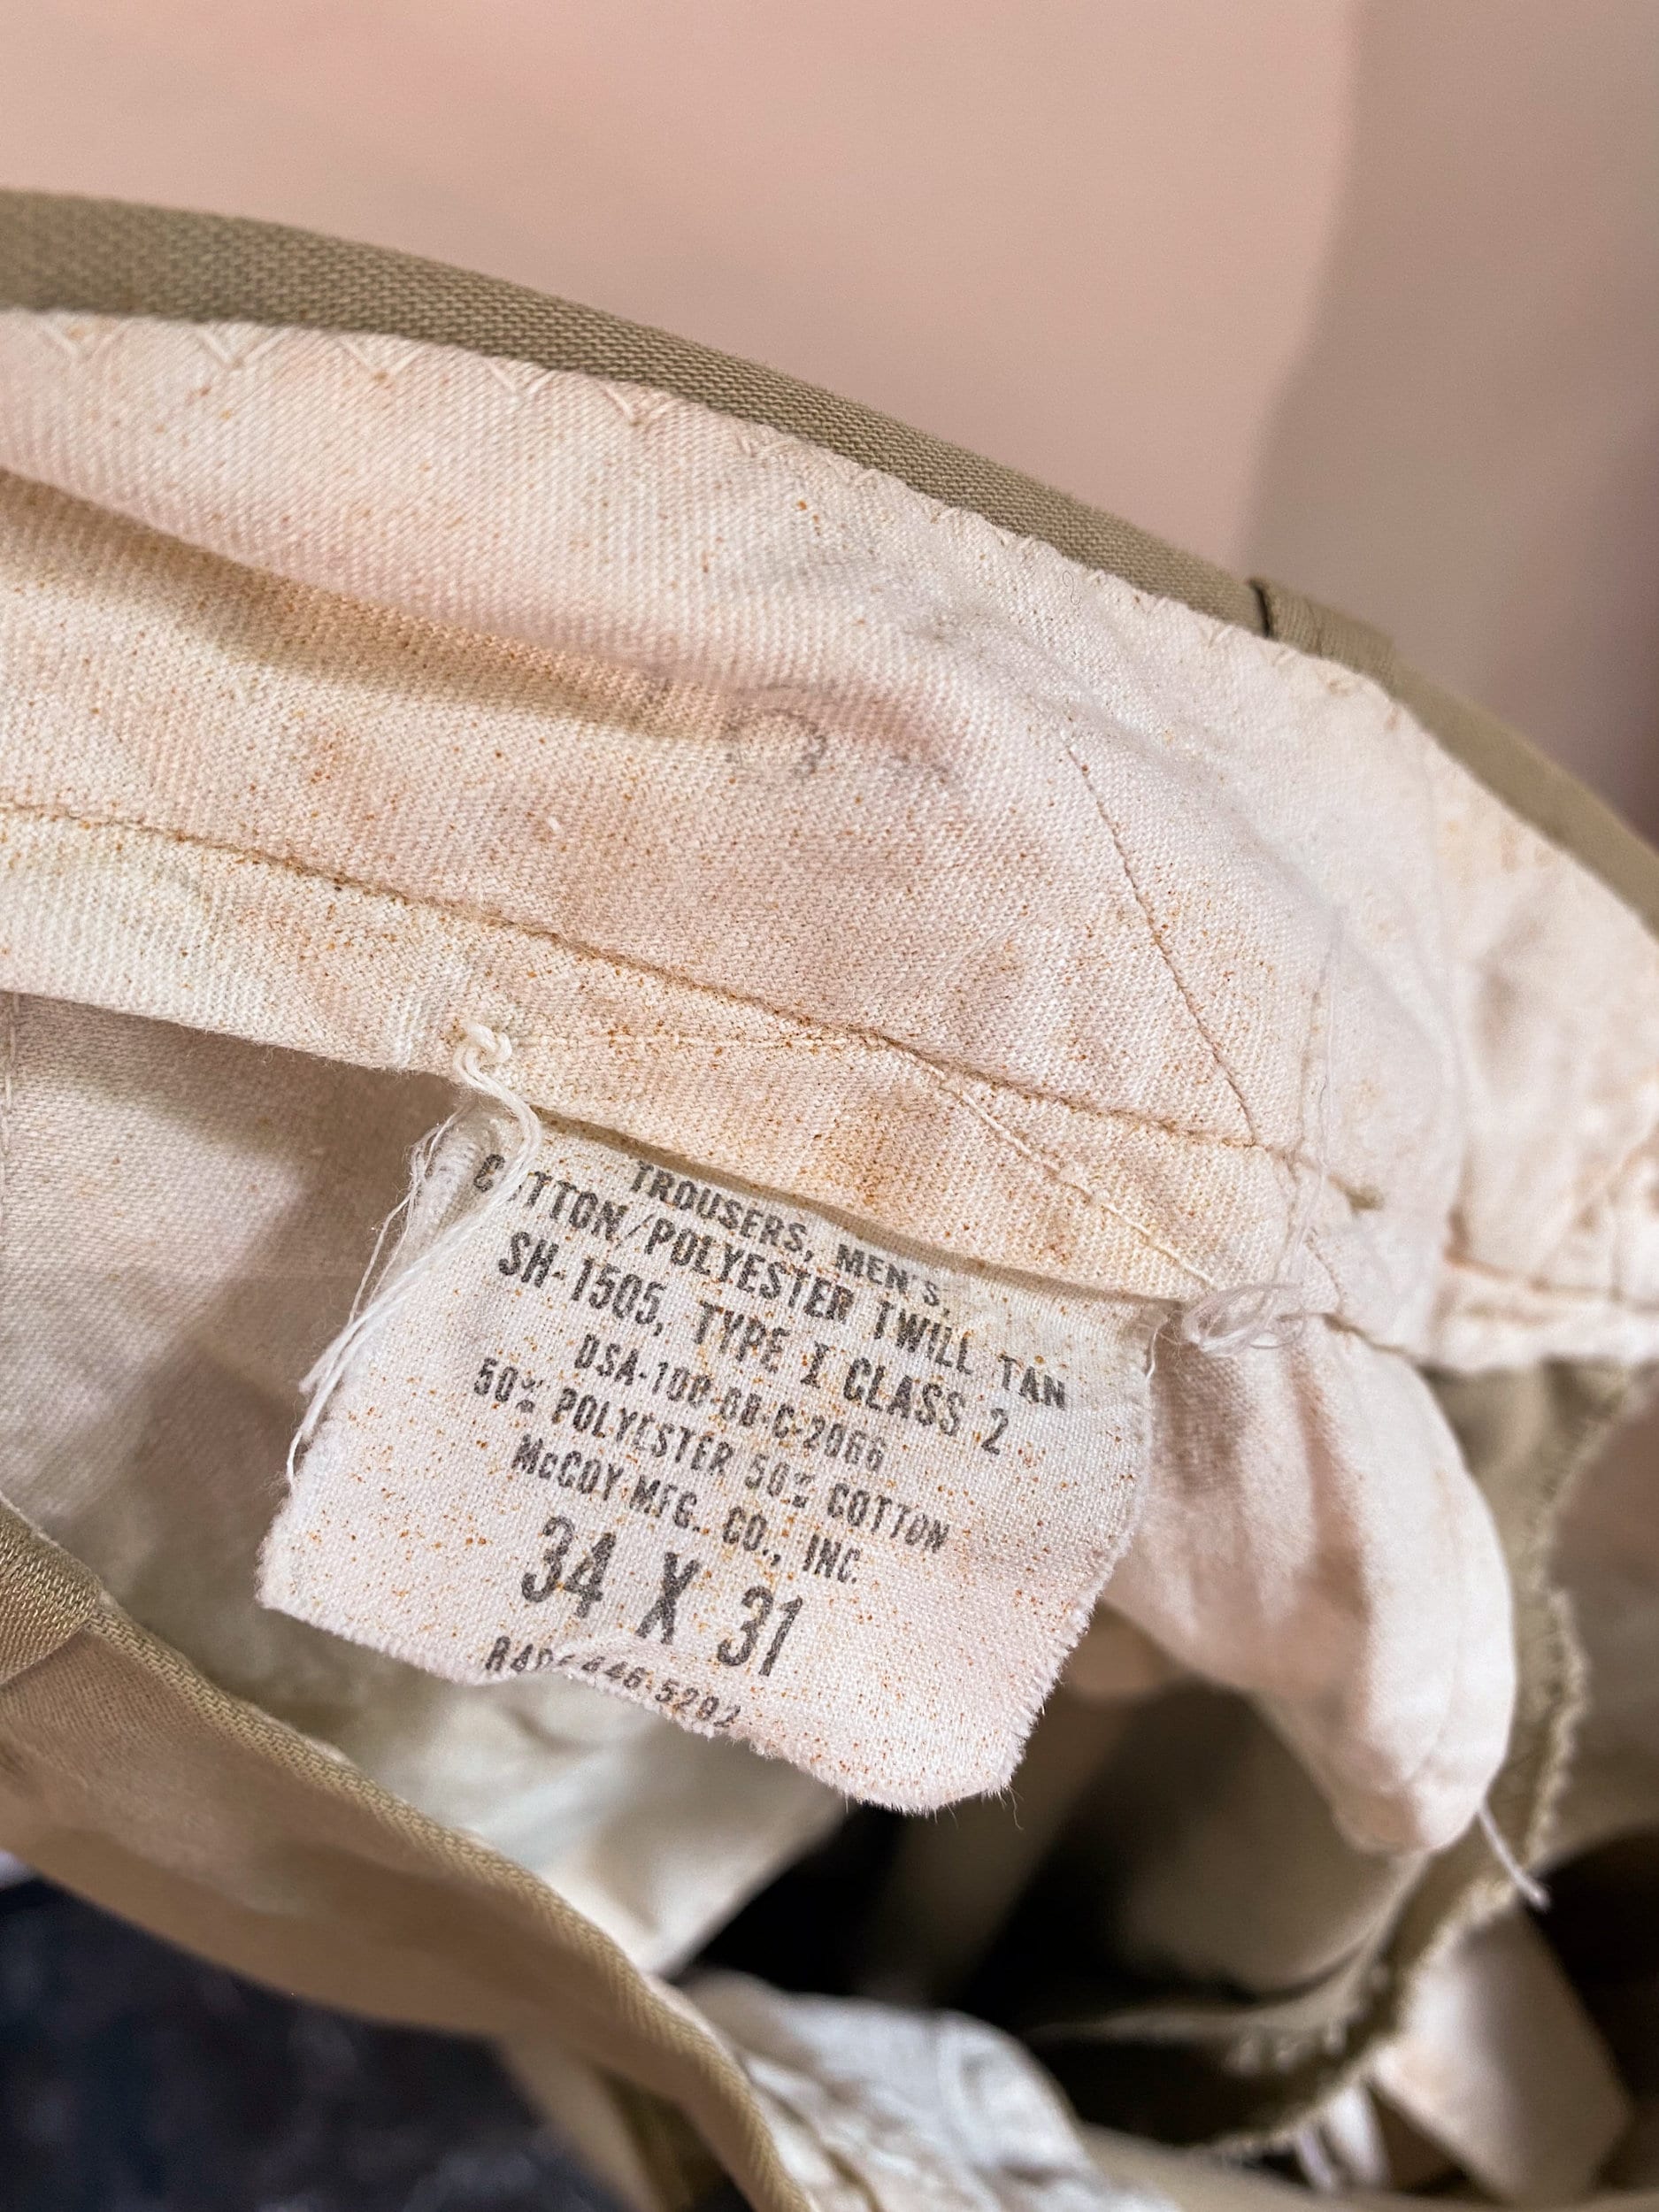 TROUSERS, MEN'S,
COTTON/POLYESTER TWILL TAN
SH-1505, TYPE I CLASS 2
DSA-100-68-C-2066
50% POLYESTER 50% COTTON
McCOY MFG. CO., INC.
34 X 31